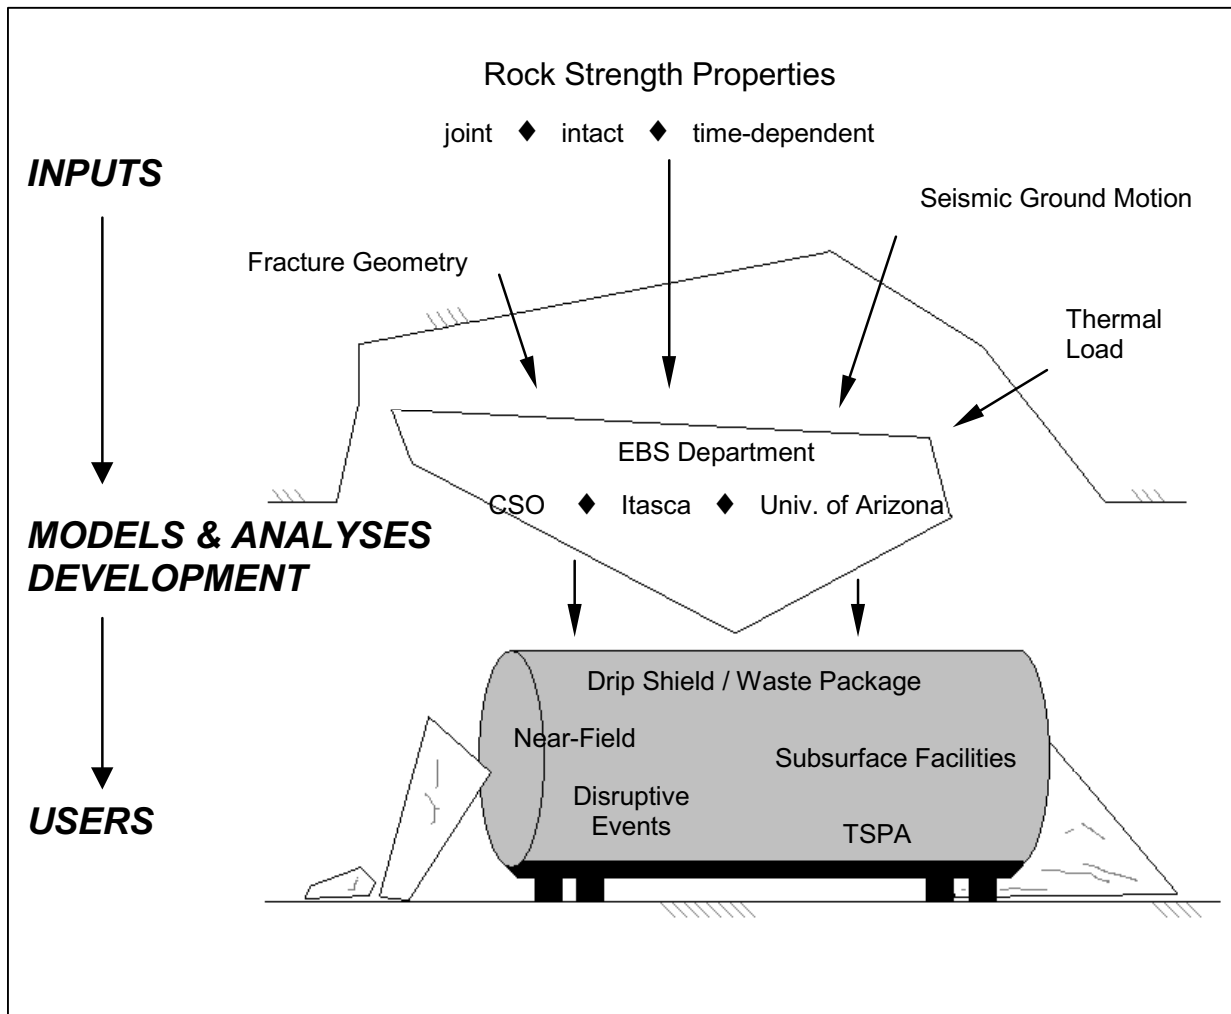 Rock Strength Properties
joint ♦ intact ♦ time-dependent
INPUTS
Seismic Ground Motion
Fracture Geometry
Thermal
Load
EBS Department
CSO ♦ Itasca ♦ Univ. of Arizona
MODELS & ANALYSES
DEVELOPMENT
Drip Shield / Waste Package
Near-Field
Subsurface Facilities
Disruptive
Events
USERS
TSPA